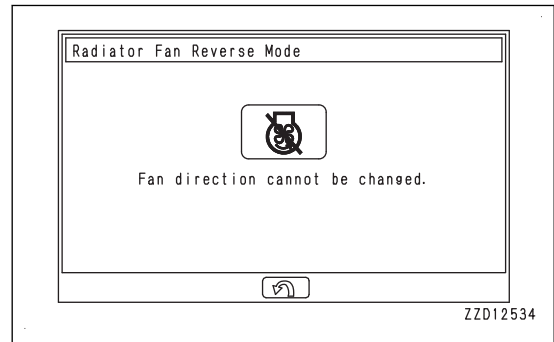 Radiator Fan Reverse Mode
Fan direction cannot be changed.
ZZD12534